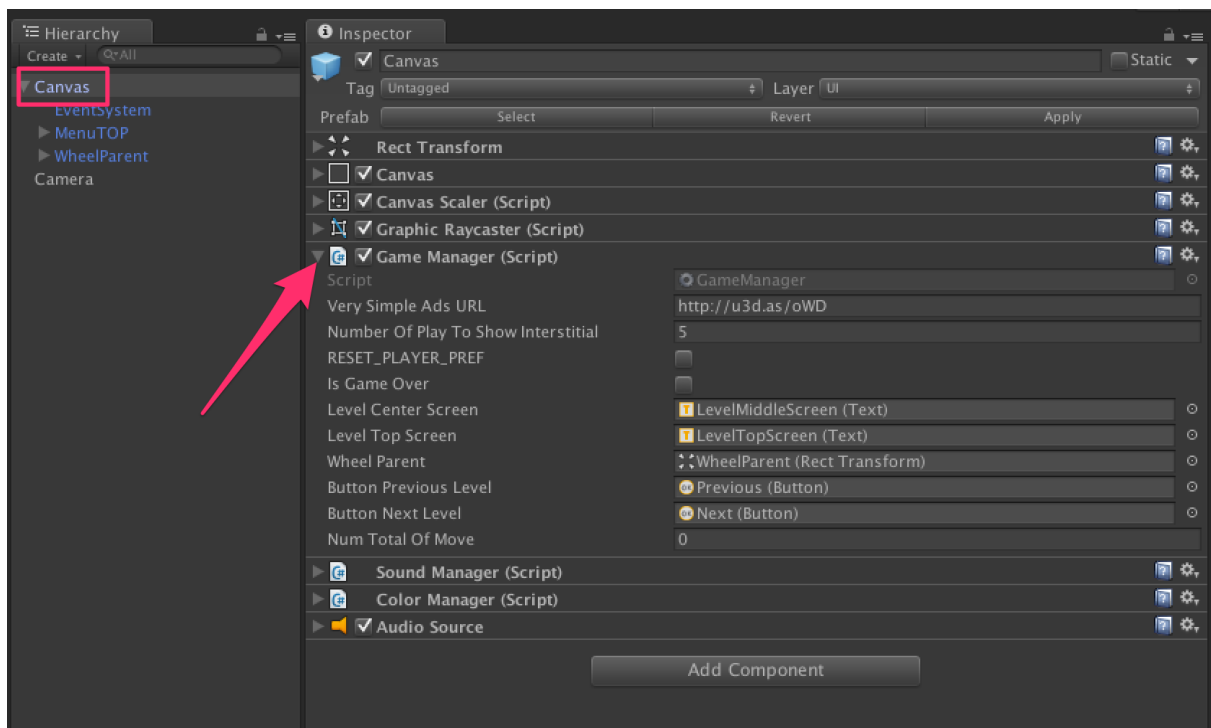 Hierarchy
Create
All
Canvas
EventSystem
MenuTOP
WheelParent
Camera
Inspector
Canvas
Static
Tag Untagged Layer UI
Prefab Select Revert Apply
Rect Transform
Canvas
Canvas Scaler (Script)
Graphic Raycaster (Script)
Game Manager (Script)
Script GameManager
Very Simple Ads URL http://u3d.as/oWD
Number Of Play To Show Interstitial 5
RESET_PLAYER_PREF
Is Game Over
Level Center Screen LevelMiddleScreen (Text)
Level Top Screen LevelTopScreen (Text)
Wheel Parent WheelParent (Rect Transform)
Button Previous Level Previous (Button)
Button Next Level Next (Button)
Num Total Of Move 0
Sound Manager (Script)
Color Manager (Script)
Audio Source
Add Component